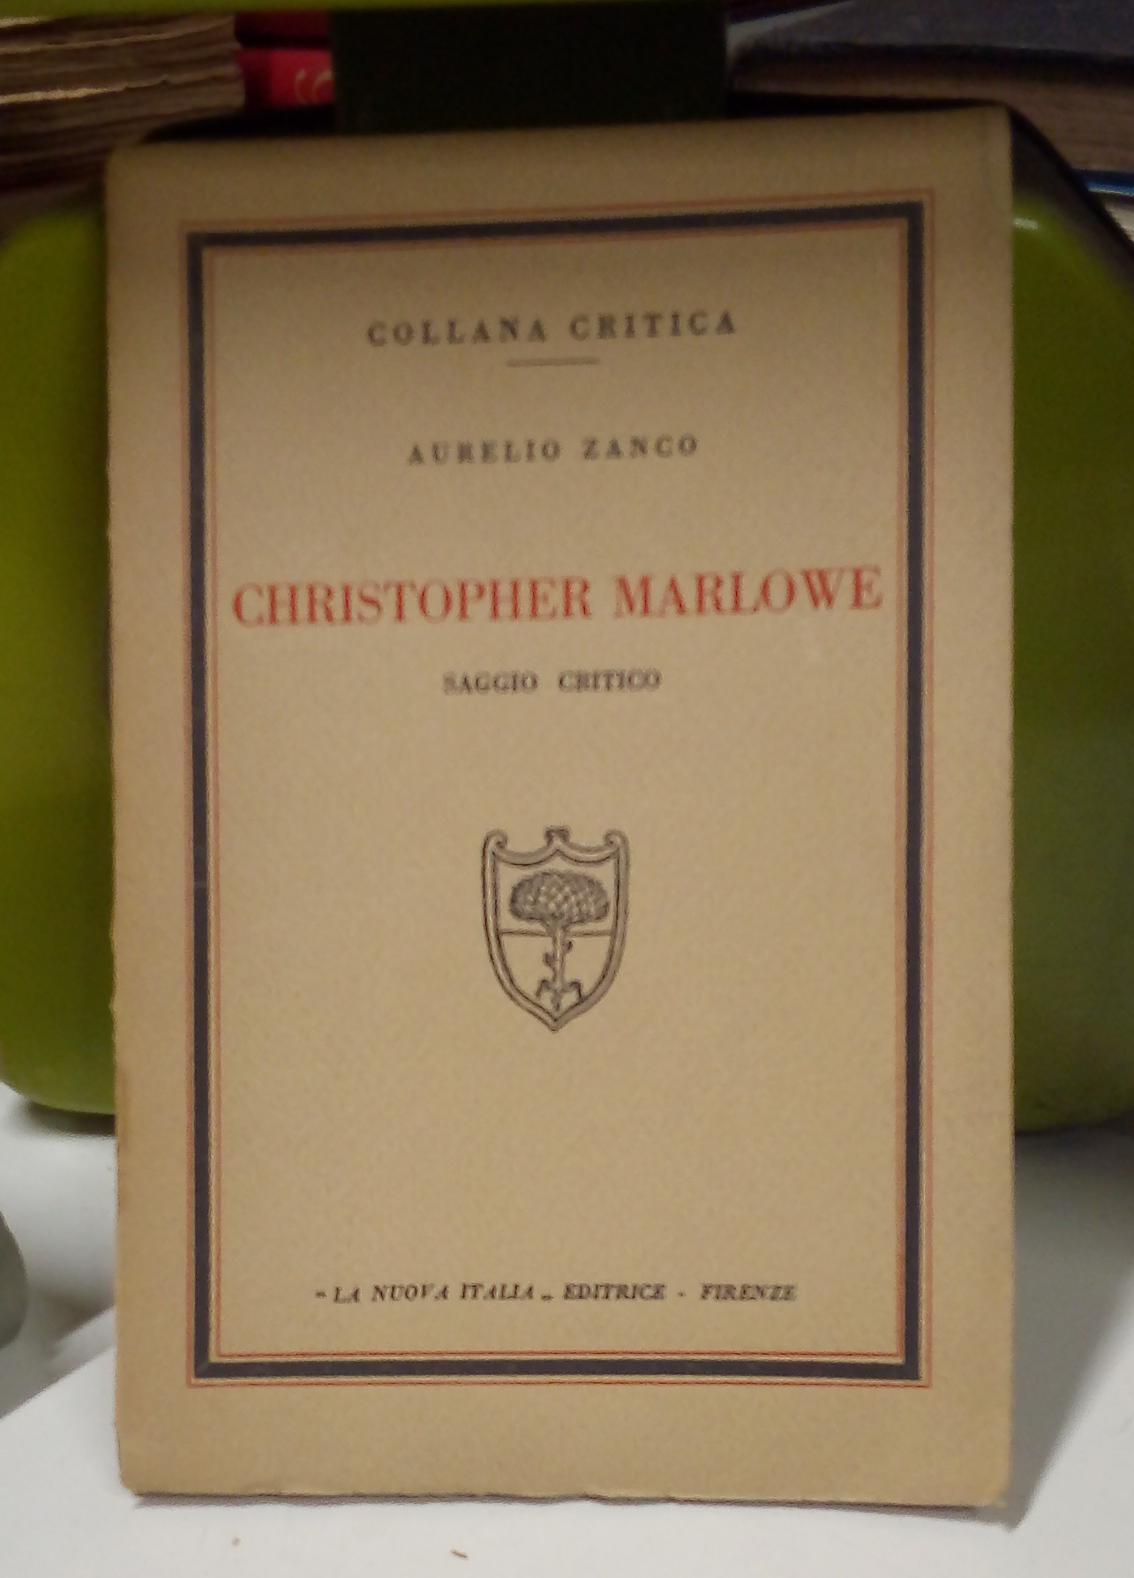 COLLANA CRITICA
AURELIO ZANCO
CHRISTOPHER MARLOWE
SAGGIO CRITICO
"LA NUOVA ITALIA„ EDITRICE - FIRENZE